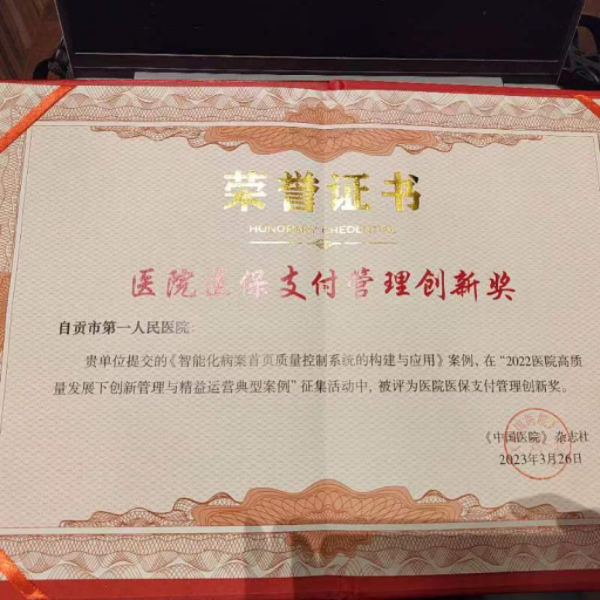 荣誉证书
HONORARY CREDENTIAL
医院医保支付管理创新奖
自贡市第一人民医院:
贵单位提交的《智能化病案首页质量控制系统的构建与应用》案例,在“2022医院高质
量发展下创新管理与精益运营典型案例”征集活动中,被评为医院医保支付管理创新奖。
《中国医院》杂志社
2023年3月26日